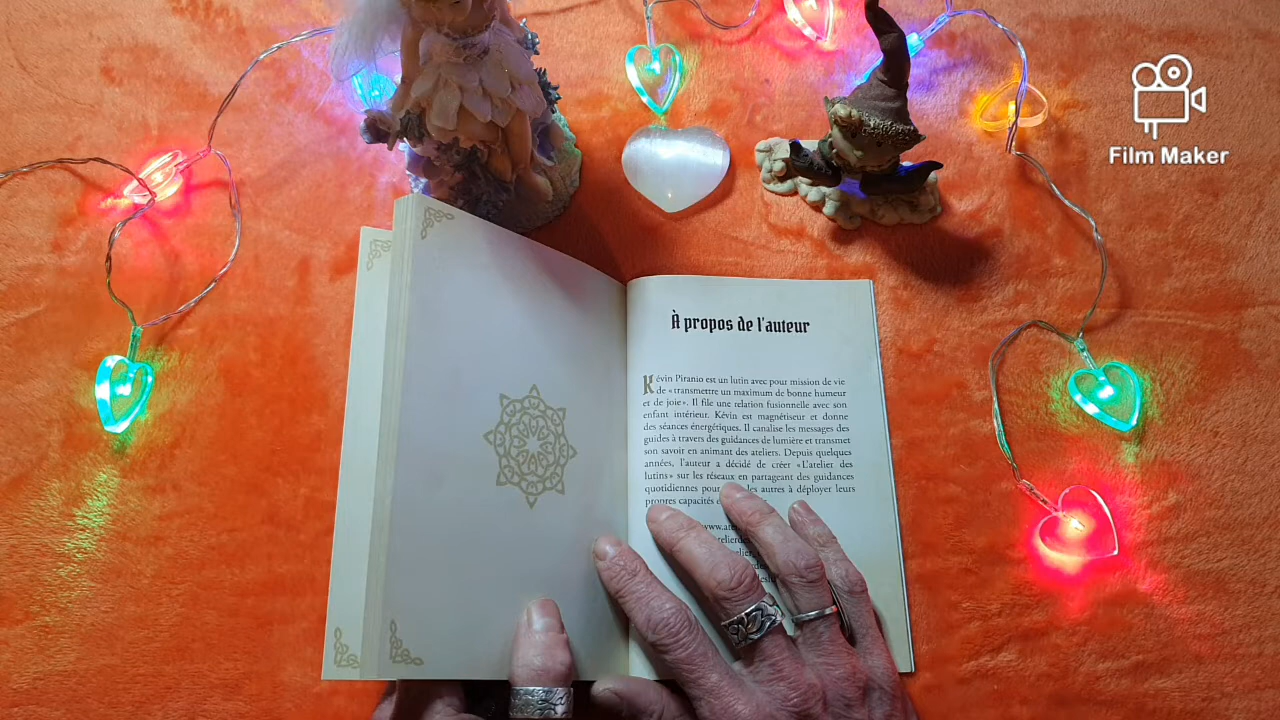 Film Maker
À propos de l'auteur
Kévin Piranio est un lutin avec pour mission de vie
de « transmettre un maximum de bonne humeur
et de joie ». Il file une relation fusionnelle avec son
enfant intérieur. Kévin est magnétiseur et donne
des séances énergétiques. Il canalise les messages des
guides à travers des guidances de lumière et transmet
son savoir en animant des ateliers. Depuis quelques
années, l'auteur a décidé de créer « L'atelier des
lutins » sur les réseaux en partageant des guidances
quotidiennes pour les autres à déployer leurs
propres capacités